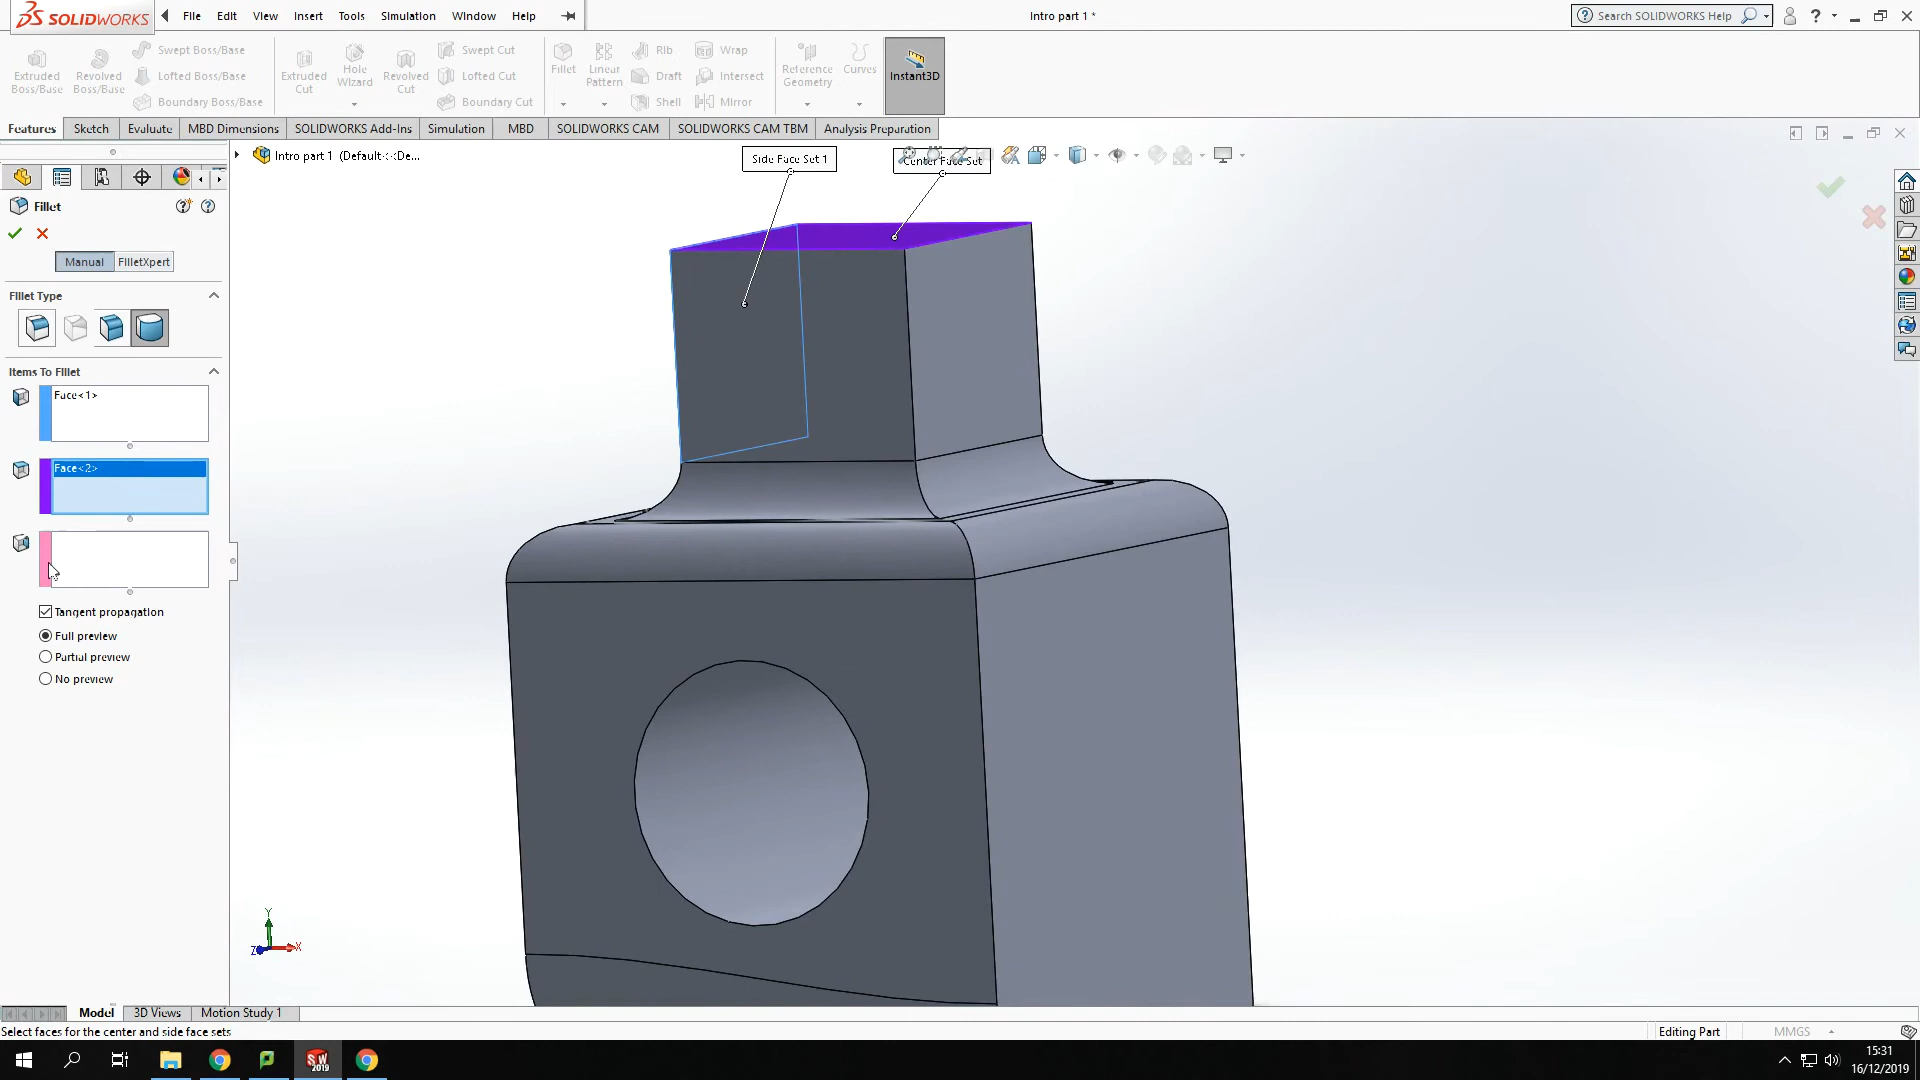 SOLIDWORKS File Edit View Insert Tools Simulation Window Help Intro part 1 * Search SOLIDWORKS Help ?
Extruded Boss/Base
Revolved Boss/Base
Swept Boss/Base
Lofted Boss/Base
Boundary Boss/Base
Extruded Cut
Hole Wizard
Revolved Cut
Swept Cut
Lofted Cut
Boundary Cut
Fillet
Linear Pattern
Rib
Draft
Shell
Wrap
Intersect
Mirror
Reference Geometry
Curves
Instant3D
Features Sketch Evaluate MBD Dimensions SOLIDWORKS Add-Ins Simulation MBD SOLIDWORKS CAM SOLIDWORKS CAM TBM Analysis Preparation
Intro part 1 (Default<<De...
Side Face Set 1
Center Face Set
Fillet
Manual FilletXpert
Fillet Type
Items To Fillet
Face<1>
Face<2>
Tangent propagation
Full preview
Partial preview
No preview
Y
Z X
Model 3D Views Motion Study 1
Select faces for the center and side face sets Editing Part MMGS
SW 2019
15:31
16/12/2019